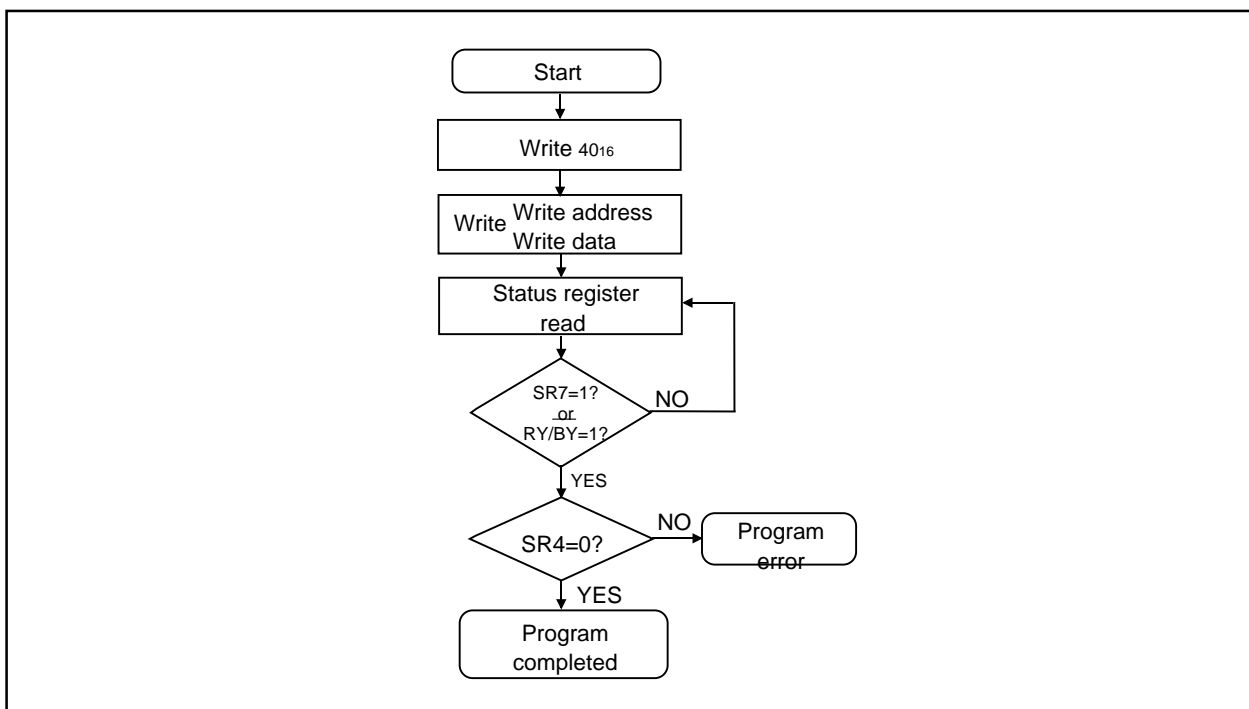 Start
Write 40₁₆
Write Write address
Write data
Status register
read
SR7=1?
or
RY/BY=1?
NO
YES
SR4=0?
NO
Program
error
YES
Program
completed